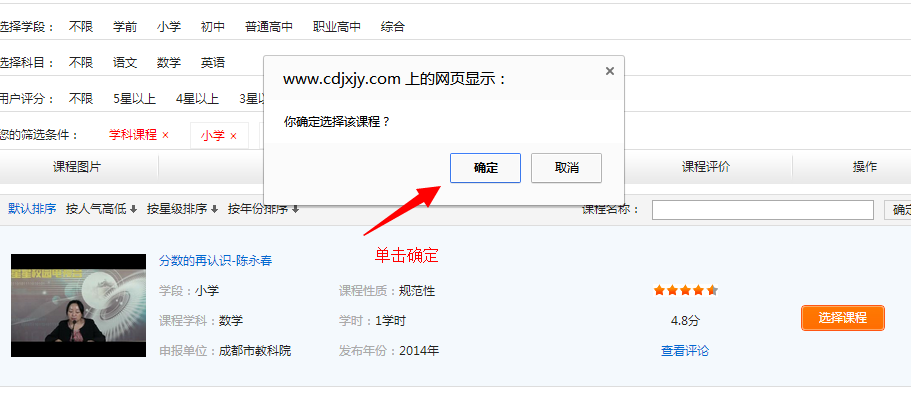 选择学段： 不限 学前 小学 初中 普通高中 职业高中 综合
选择科目： 不限 语文 数学 英语
用户评分： 不限 5星以上 4星以上 3星以
您的筛选条件： 学科课程 × 小学 ×
www.cdjxjy.com 上的网页显示：
×
你确定选择该课程？
确定 取消
课程图片 课程评价 操作
默认排序 按人气高低 按星级排序 按年份排序 课程名称： 确定
单击确定
分数的再认识-陈永春
学段：小学 课程性质：规范性
课程学科：数学 学时：1学时 4.8分 选择课程
申报单位：成都市教科院 发布年份：2014年 查看评论